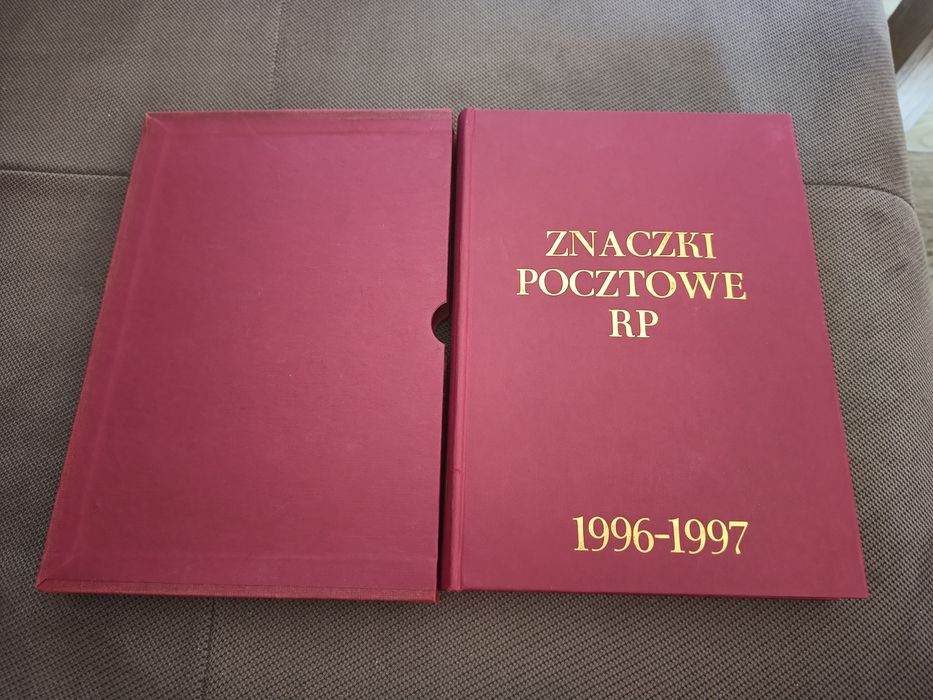 ZNACZKI
POCZTOWE
RP
1996-1997